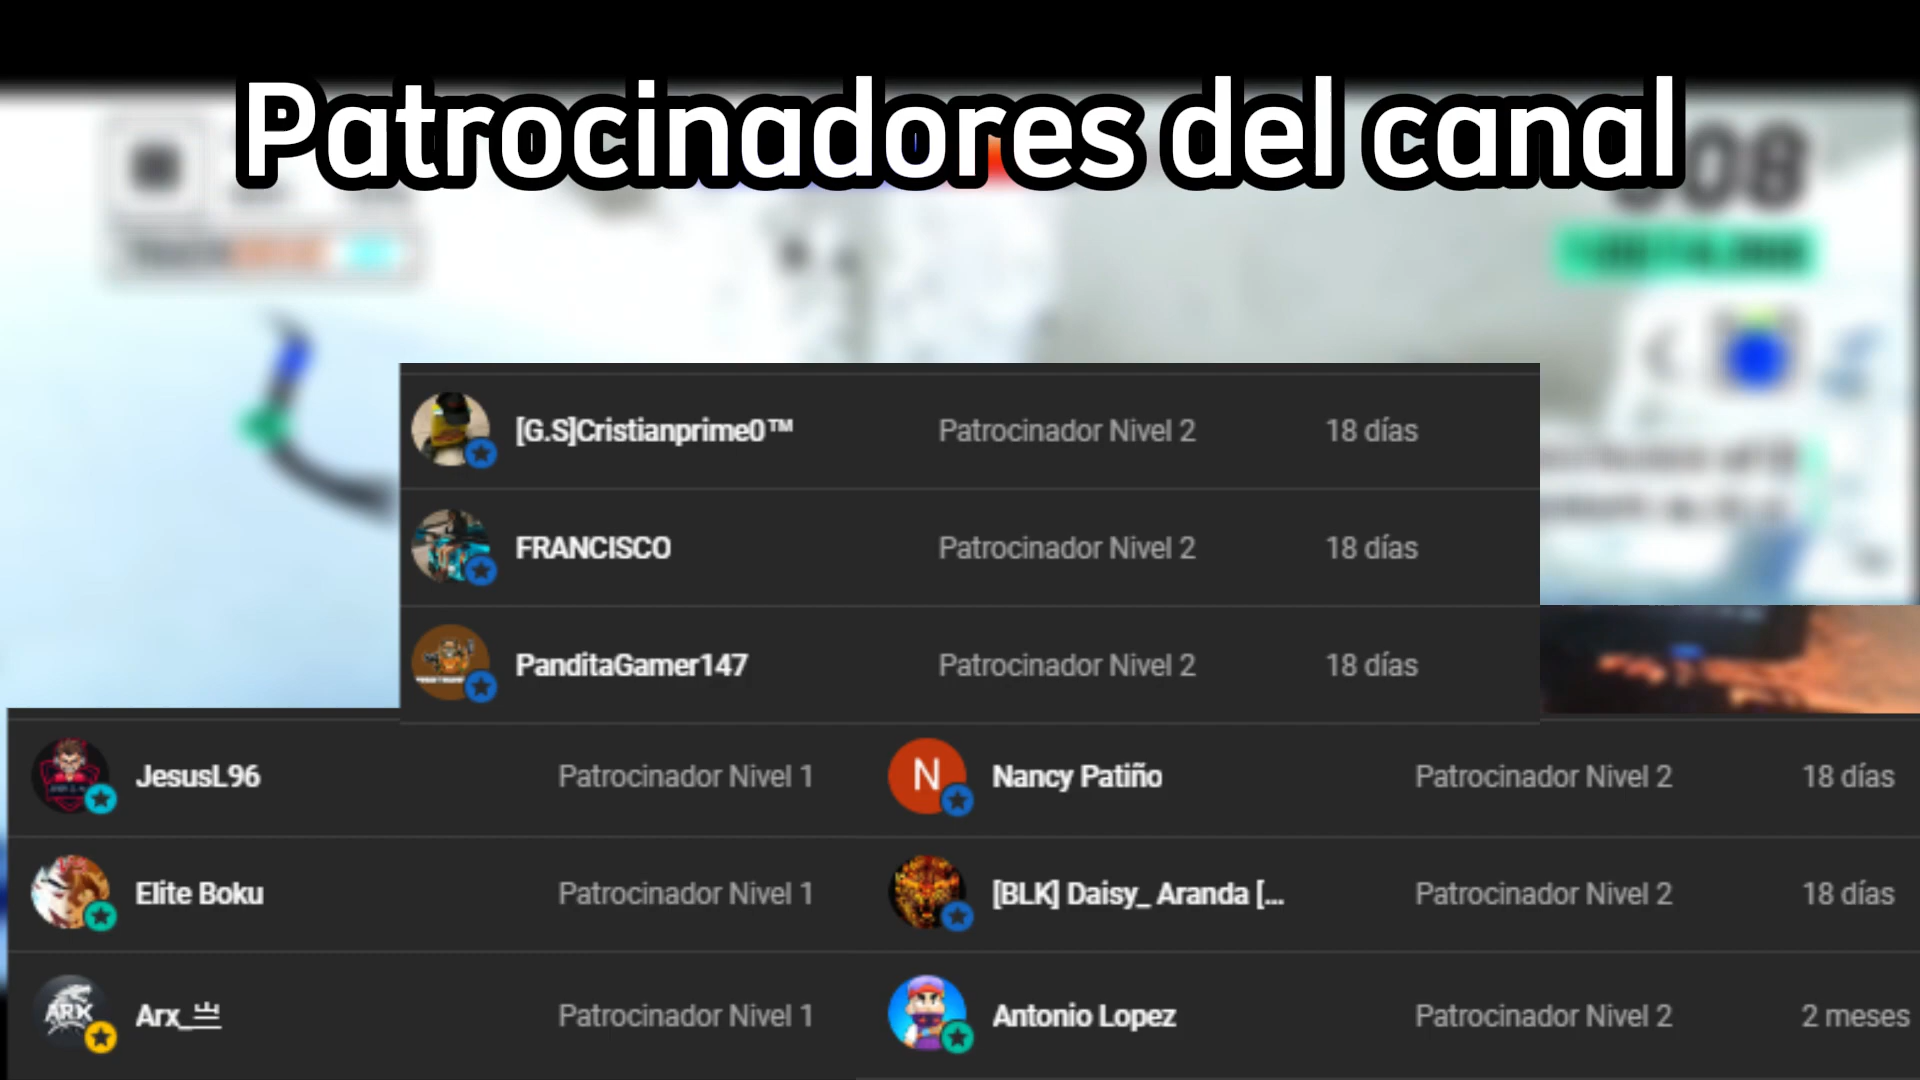 Patrocinadores del canal
[G.S]Cristianprime0™ Patrocinador Nivel 2 18 días
FRANCISCO Patrocinador Nivel 2 18 días
PanditaGamer147 Patrocinador Nivel 2 18 días
JesusL96 Patrocinador Nivel 1
N Nancy Patiño Patrocinador Nivel 2 18 días
Elite Boku Patrocinador Nivel 1
[BLK] Daisy_ Aranda [... Patrocinador Nivel 2 18 días
ARK Arx_ Patrocinador Nivel 1
Antonio Lopez Patrocinador Nivel 2 2 meses